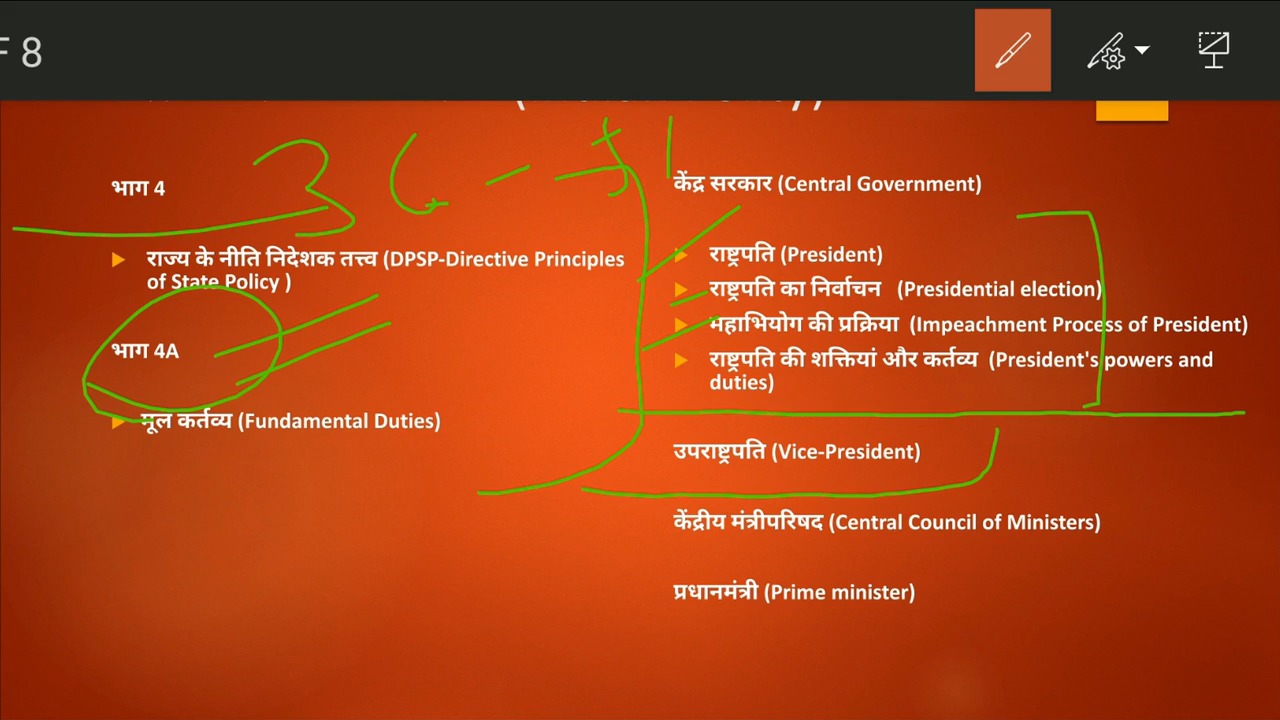 F 8
भाग 4
राज्य के नीति निदेशक तत्त्व (DPSP-Directive Principles
of State Policy )
भाग 4A
मूल कर्तव्य (Fundamental Duties)
केंद्र सरकार (Central Government)
राष्ट्रपति (President)
राष्ट्रपति का निर्वाचन (Presidential election)
महाभियोग की प्रक्रिया (Impeachment Process of President)
राष्ट्रपति की शक्तियां और कर्तव्य (President's powers and
duties)
उपराष्ट्रपति (Vice-President)
केंद्रीय मंत्रीपरिषद (Central Council of Ministers)
प्रधानमंत्री (Prime minister)